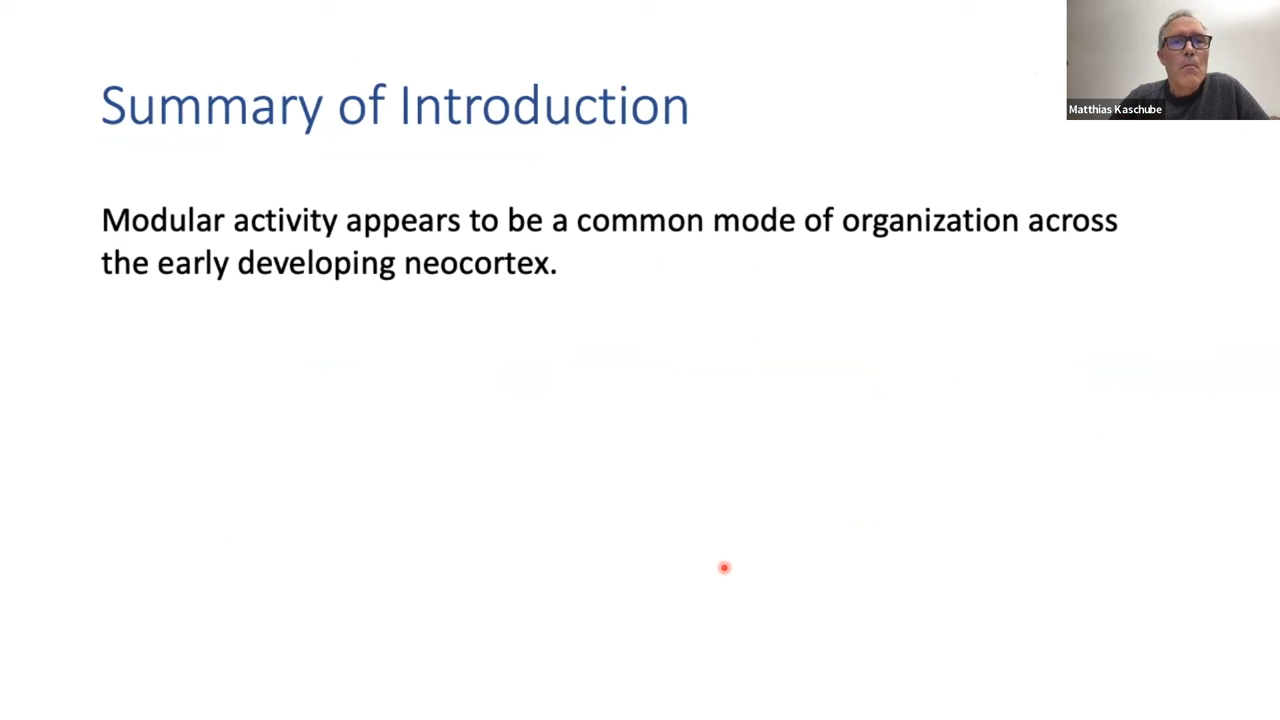 Summary of Introduction
Matthias Kaschube
Modular activity appears to be a common mode of organization across
the early developing neocortex.